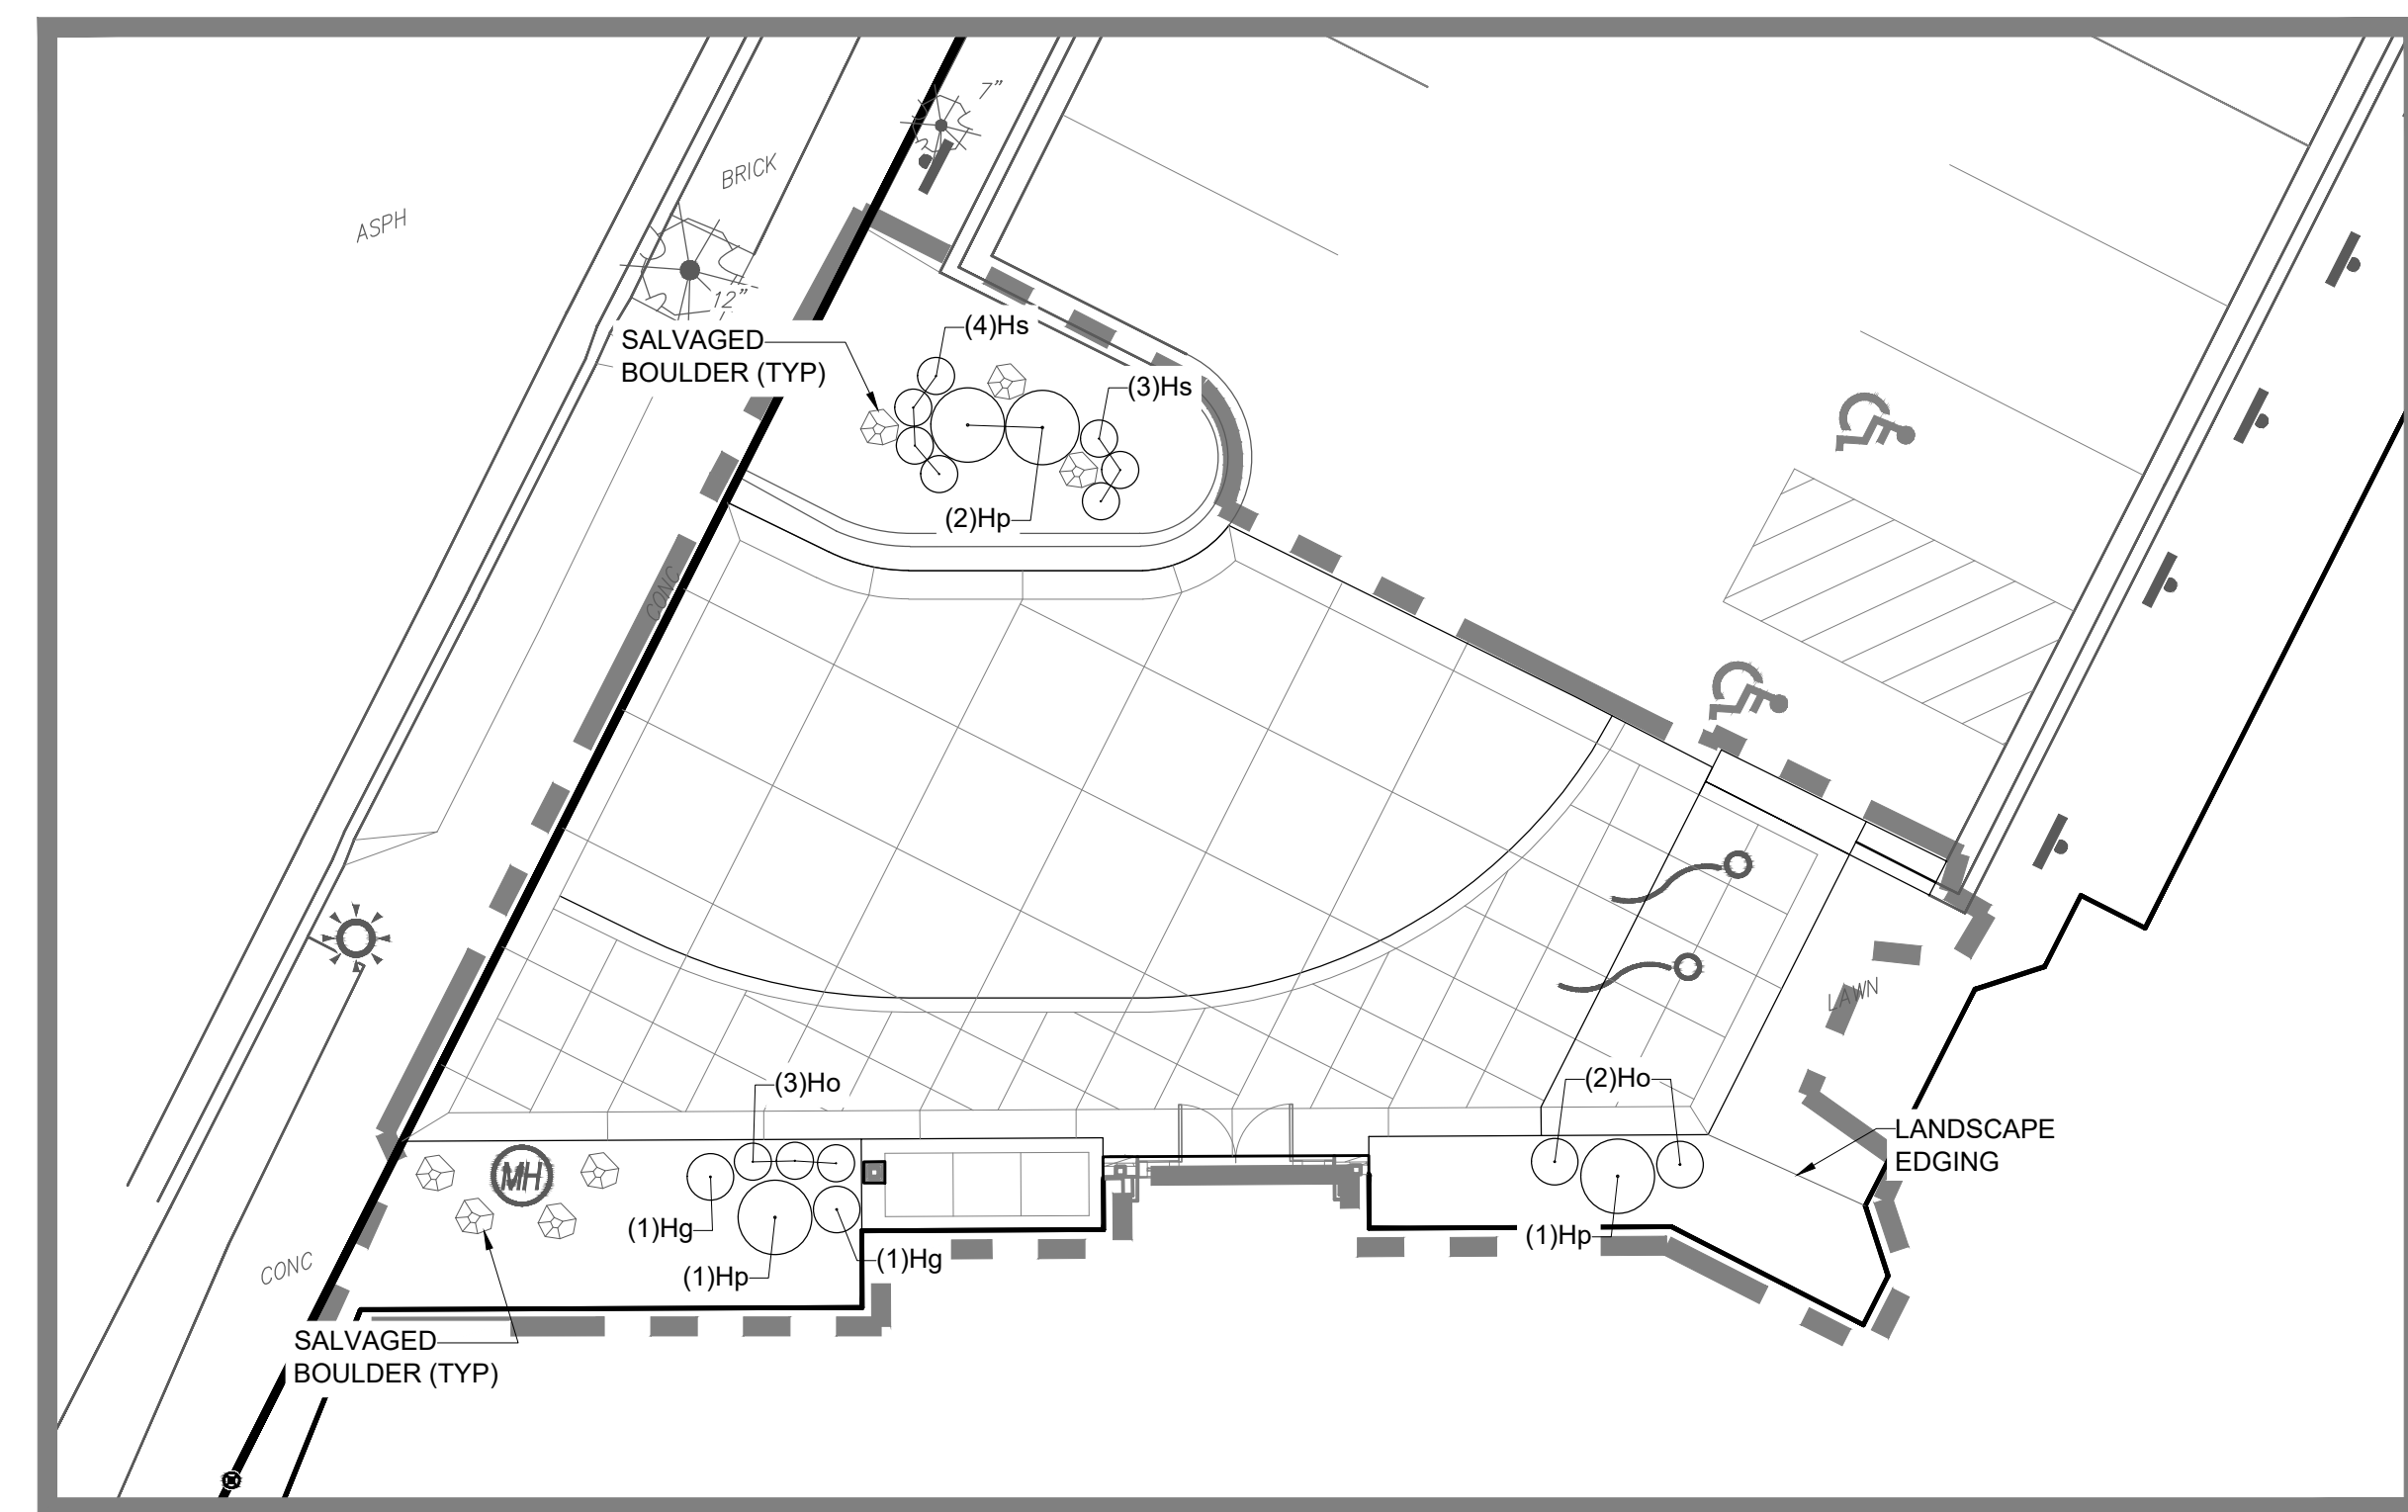 7"
BRICK
ASPH
12"
(4)Hs
SALVAGED
BOULDER (TYP)
(3)Hs
(2)Hp
CONC
LAWN
(3)Ho
(2)Ho
LANDSCAPE
EDGING
MH
(1)Hg
(1)Hp
(1)Hg
(1)Hp
CONC
SALVAGED
BOULDER (TYP)